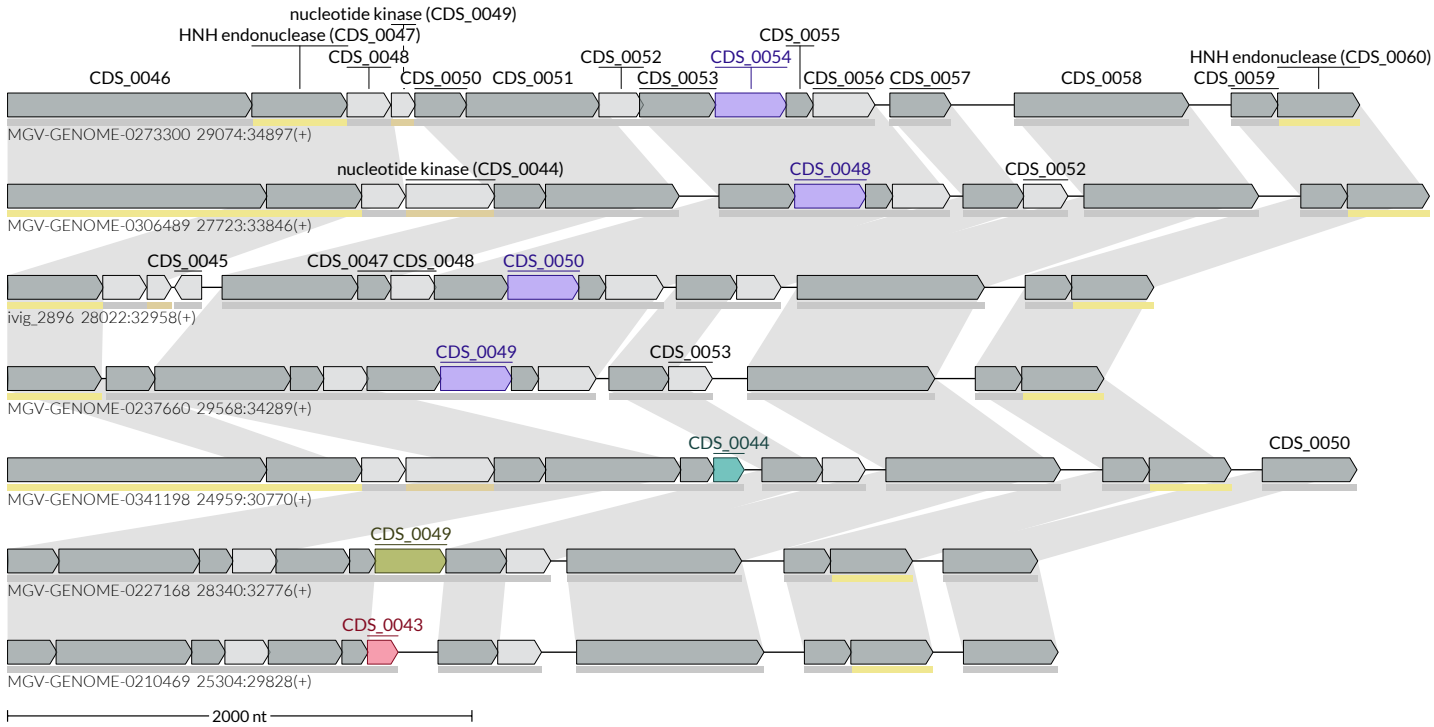 nucleotide kinase (CDS_0049)
HNH endonuclease (CDS_0047)
CDS_0055
CDS_0048
CDS_0052
CDS_0054
HNH endonuclease (CDS_0060)
CDS_0046
CDS_0050
CDS_0051
CDS_0053
CDS_0056
CDS_0057
CDS_0058
CDS_0059
MGV-GENOME-0273300 29074:34897(+)
nucleotide kinase (CDS_0044)
CDS_0048
CDS_0052
MGV-GENOME-0306489 27723:33846(+)
CDS_0045
CDS_0047
CDS_0048
CDS_0050
ivig_2896 28022:32958(+)
CDS_0049
CDS_0053
MGV-GENOME-0237660 29568:34289(+)
CDS_0044
CDS_0050
MGV-GENOME-0341198 24959:30770(+)
CDS_0049
MGV-GENOME-0227168 28340:32776(+)
CDS_0043
MGV-GENOME-0210469 25304:29828(+)
2000 nt